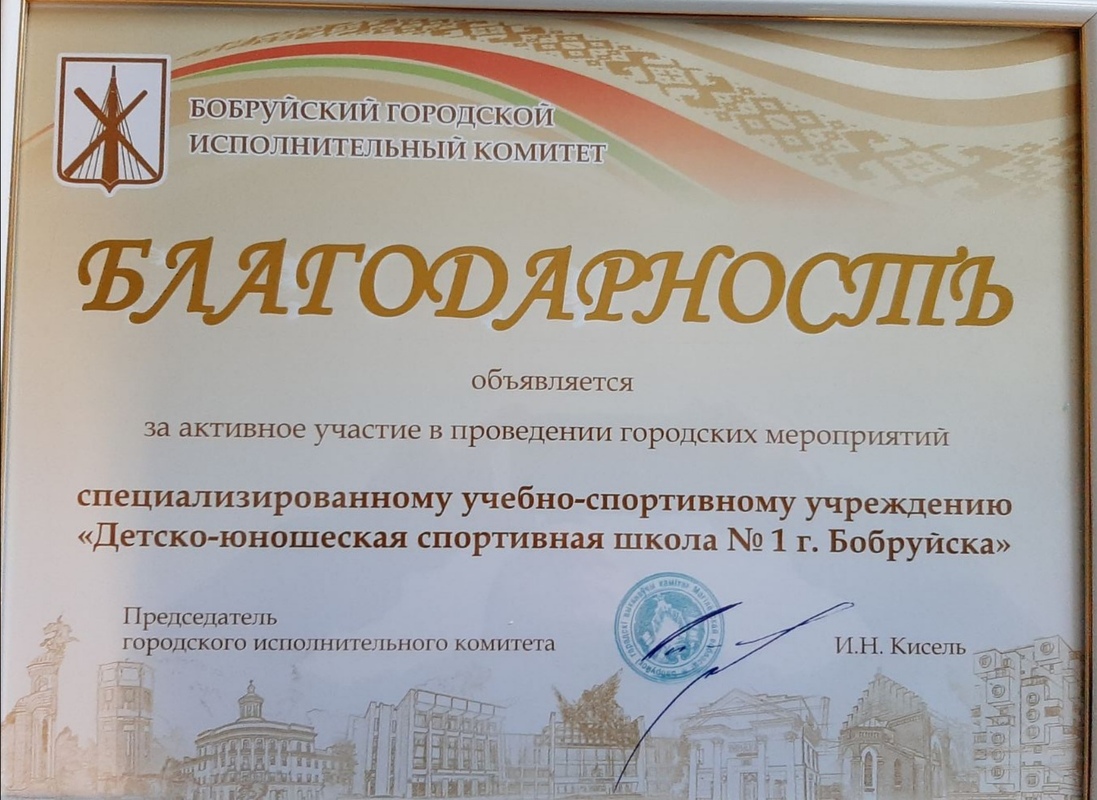 БОБРУЙСКИЙ ГОРОДСКОЙ
ИСПОЛНИТЕЛЬНЫЙ КОМИТЕТ
БЛАГОДАРНОСТЬ
объявляется
за активное участие в проведении городских мероприятий
специализированному учебно-спортивному учреждению
«Детско-юношеская спортивная школа № 1 г. Бобруйска»
Председатель
городского исполнительного комитета
И.Н. Кисель